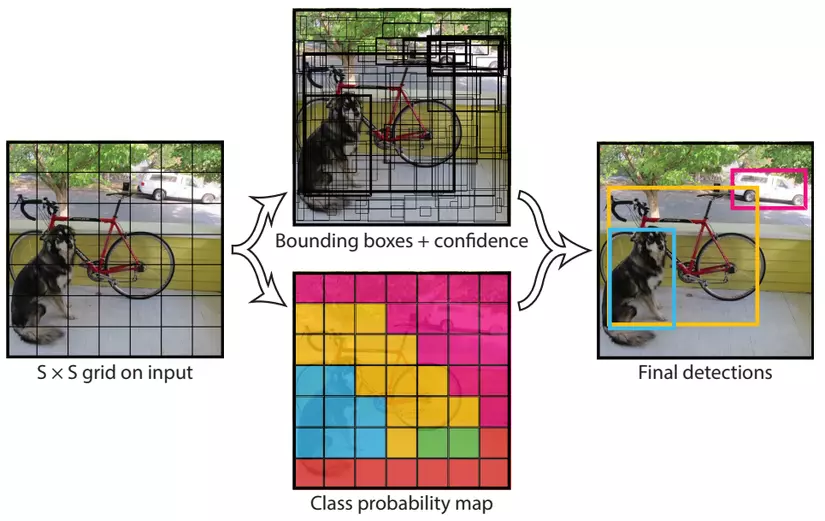 Bounding boxes + confidence
S × S grid on input
Final detections
Class probability map